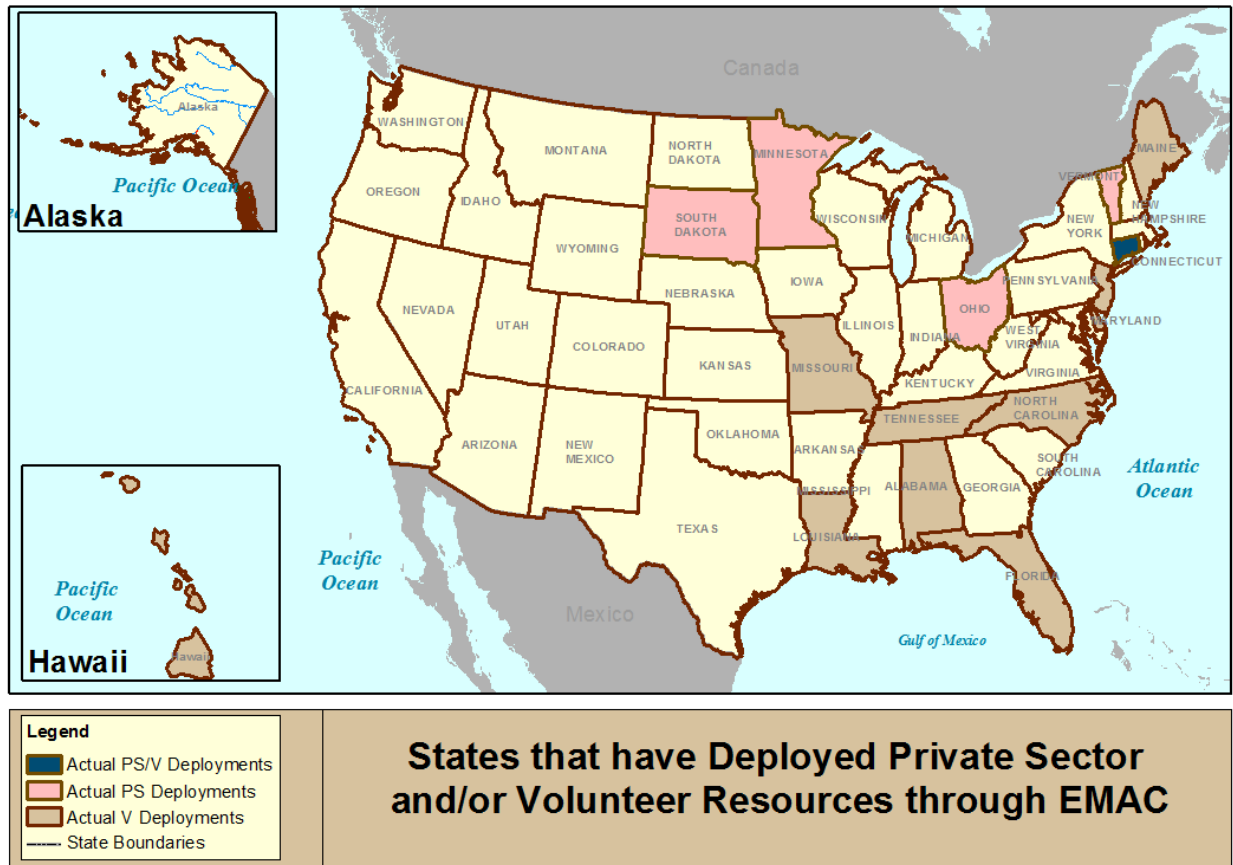 Canada
Alaska
Pacific Ocean
Alaska
WASHINGTON
MONTANA
NORTH
DAKOTA
MINNESOTA
MAINE
VERMONT
OREGON
IDAHO
SOUTH
DAKOTA
WISCONSIN
MICHIGAN
NEW
YORK
NEW
HAMPSHIRE
WYOMING
CONNECTICUT
IOWA
PENNSYLVANIA
NEBRASKA
NEVADA
UTAH
ILLINOIS
INDIANA
OHIO
MARYLAND
COLORADO
WEST
VIRGINIA
KANSAS
MISSOURI
VIRGINIA
CALIFORNIA
KENTUCKY
NORTH
CAROLINA
TENNESSEE
ARIZONA
NEW
MEXICO
OKLAHOMA
ARKANSAS
SOUTH
CAROLINA
Atlantic
Ocean
MISSISSIPPI
ALABAMA
GEORGIA
TEXAS
LOUISIANA
Pacific
Ocean
FLORIDA
Mexico
Gulf of Mexico
Pacific
Ocean
Hawaii
Hawaii
Legend
Actual PS/V Deployments
Actual PS Deployments
Actual V Deployments
State Boundaries
States that have Deployed Private Sector
and/or Volunteer Resources through EMAC